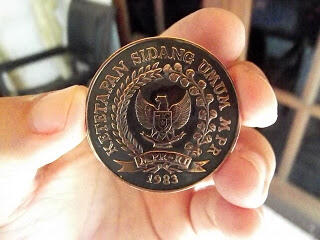 KETETAPAN SIDANG UMUM M.P.R
1983